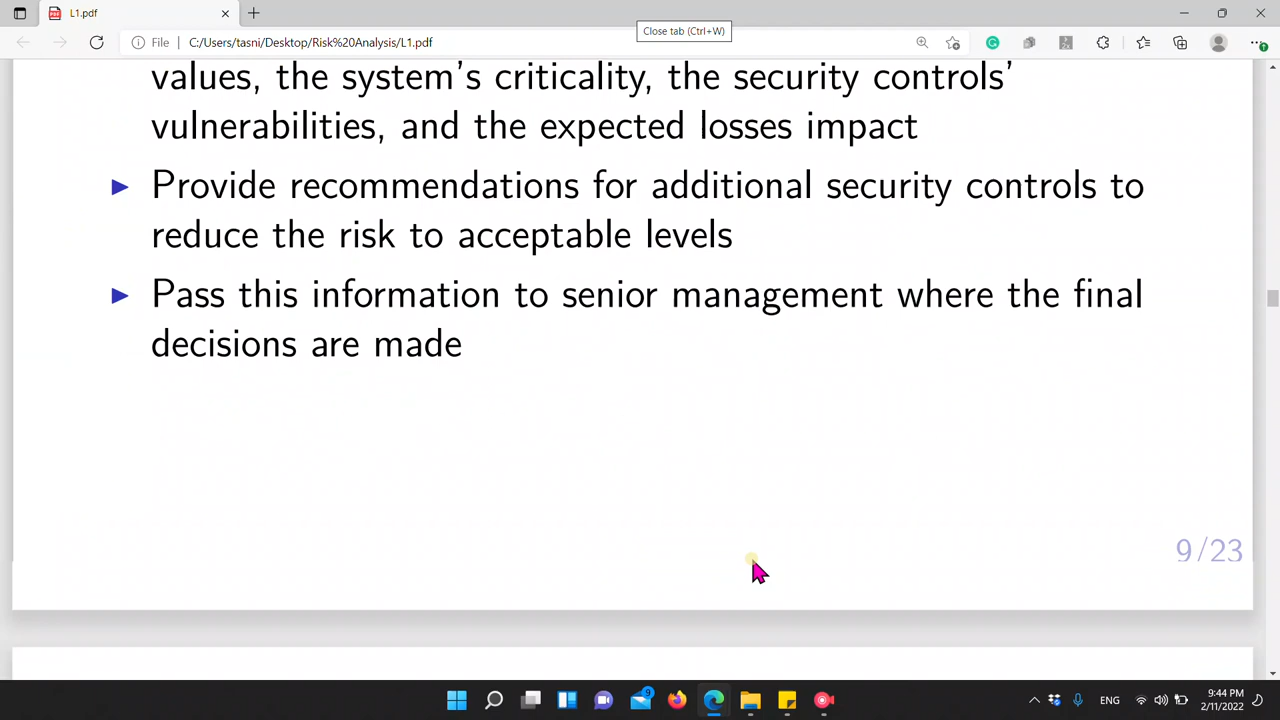 L1.pdf
Close tab (Ctrl+W)
File
C:/Users/tasni/Desktop/Risk%20Analysis/L1.pdf
values, the system's criticality, the security controls'
vulnerabilities, and the expected losses impact
▶ Provide recommendations for additional security controls to
reduce the risk to acceptable levels
▶ Pass this information to senior management where the final
decisions are made
9/23
9
ENG
9:44 PM
2/11/2022